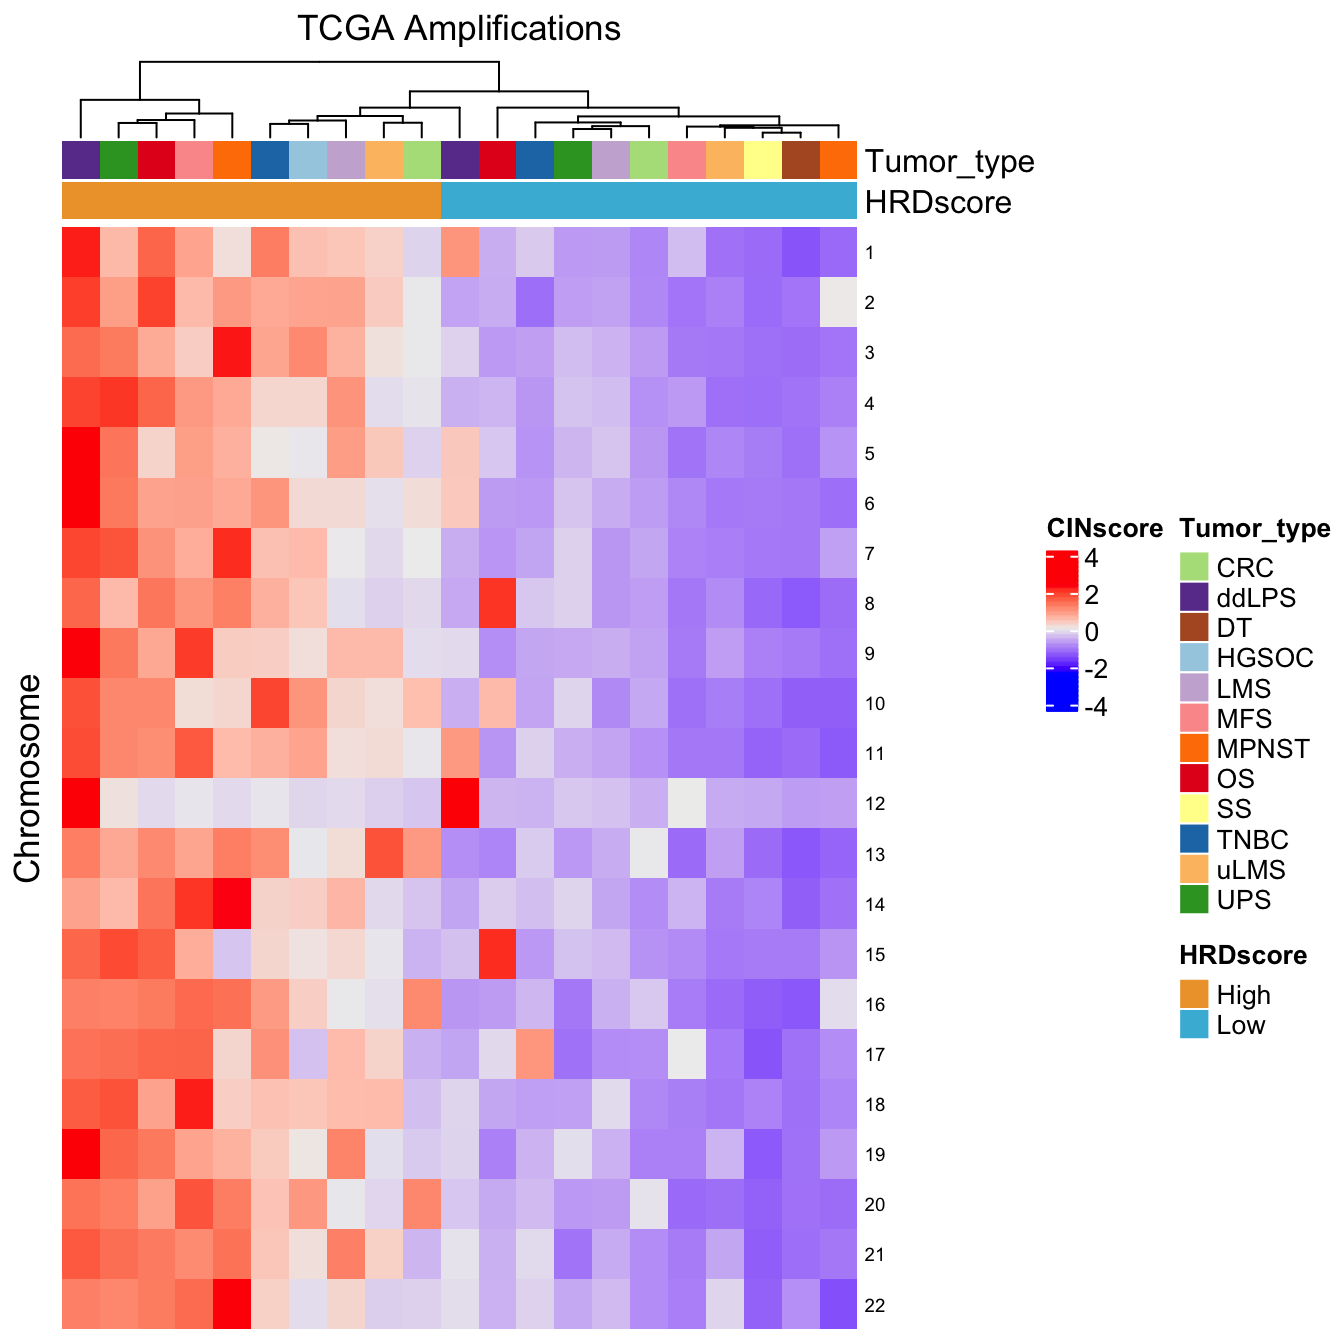 TCGA Amplifications
Tumor_type
HRDscore
1
2
3
4
5
6
7
8
9
10
11
12
13
14
15
16
17
18
19
20
21
22
Chromosome
CINscore
4
2
0
-2
-4
Tumor_type
CRC
ddLPS
DT
HGSOC
LMS
MFS
MPNST
OS
SS
TNBC
uLMS
UPS
HRDscore
High
Low